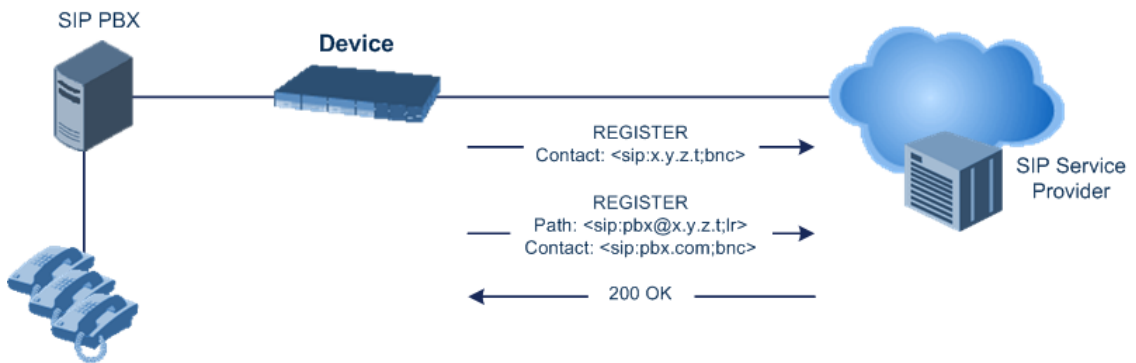 SIP PBX
Device
REGISTER
Contact: <sip:x.y.z.t;bnc>
SIP Service
Provider
REGISTER
Path: <sip:pbx@x.y.z.t;lr>
Contact: <sip:pbx.com;bnc>
200 OK